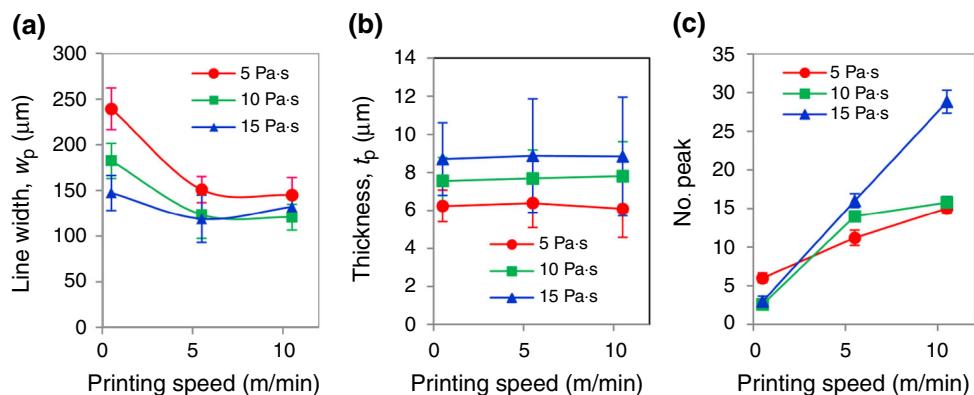 (a)
Line width, wp (μm)
300
250
200
150
100
50
0
0
5
10
Printing speed (m/min)
5 Pa·s
10 Pa·s
15 Pa·s
(b)
Thickness, tp (μm)
14
12
10
8
6
4
2
0
0
5
10
Printing speed (m/min)
5 Pa·s
10 Pa·s
15 Pa·s
(c)
No. peak
35
30
25
20
15
10
5
0
0
5
10
Printing speed (m/min)
5 Pa·s
10 Pa·s
15 Pa·s